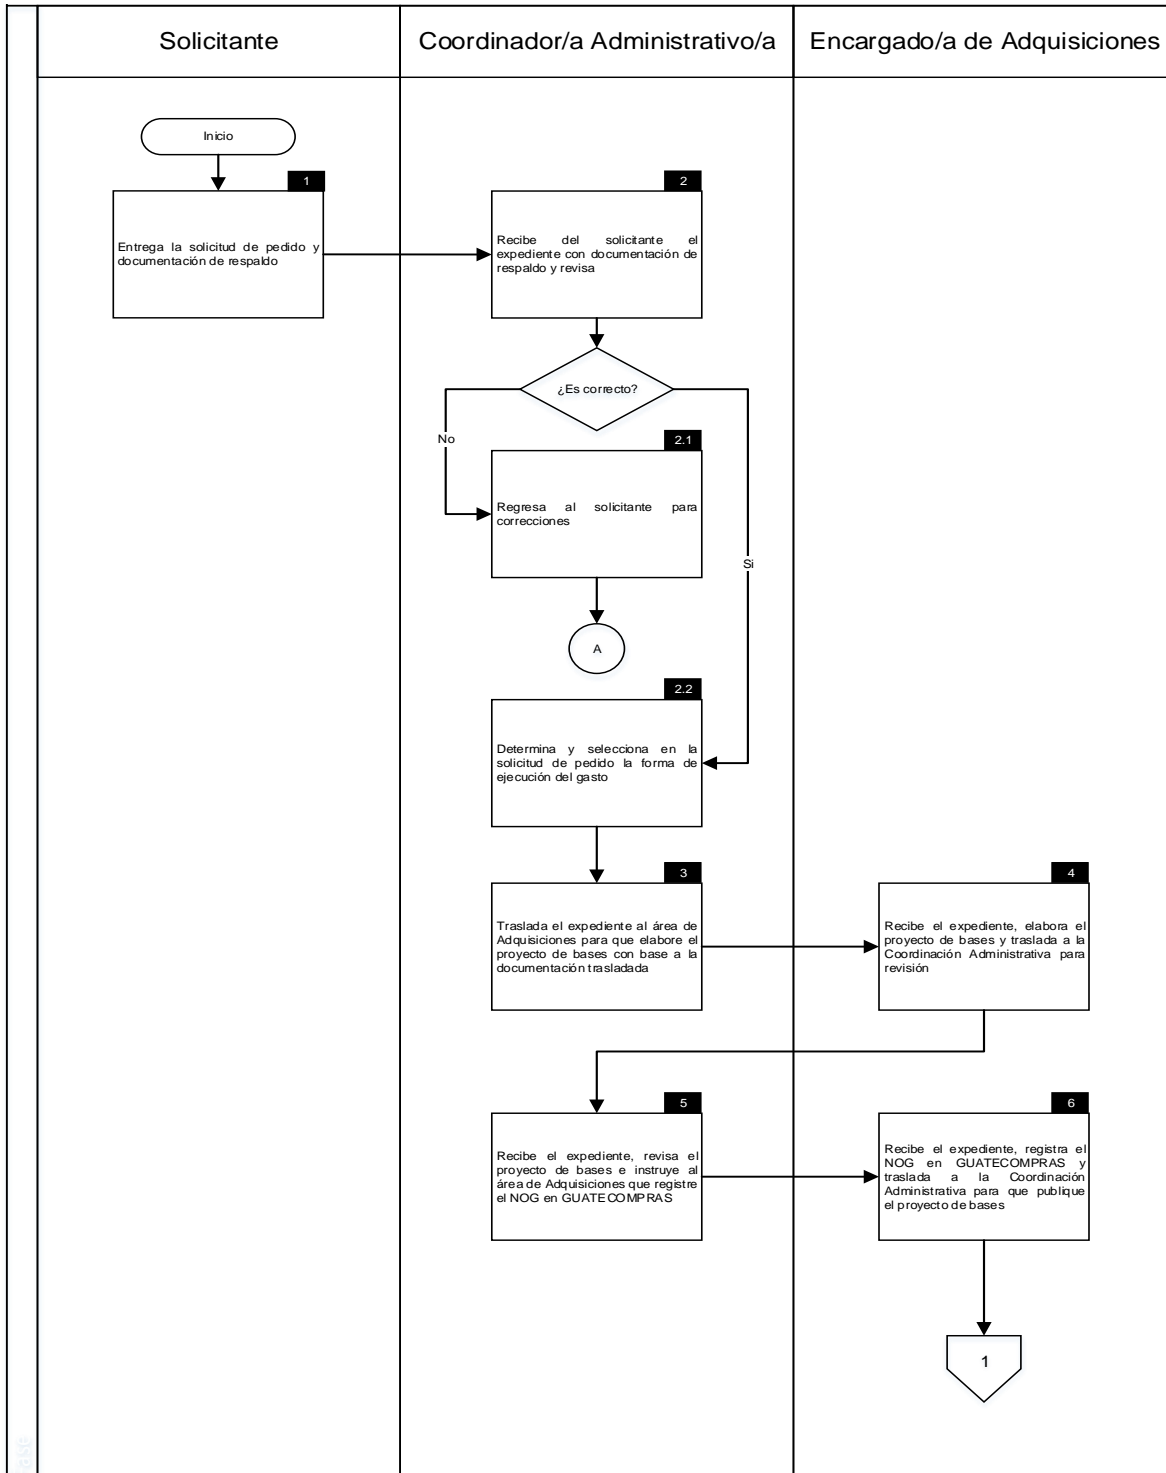 Solicitante
Coordinador/a Administrativo/a
Encargado/a de Adquisiciones
Inicio
1
Entrega la solicitud de pedido y
documentación de respaldo
2
Recibe del solicitante el
expediente con documentación de
respaldo y revisa
¿Es correcto?
No
Si
2.1
Regresa al solicitante para
correcciones
A
2.2
Determina y selecciona en la
solicitud de pedido la forma de
ejecución del gasto
3
Traslada el expediente al área de
Adquisiciones para que elabore el
proyecto de bases con base a la
documentación trasladada
4
Recibe el expediente, elabora el
proyecto de bases y traslada a la
Coordinación Administrativa para
revisión
5
Recibe el expediente, revisa el
proyecto de bases e instruye al
área de Adquisiciones que registre
el NOG en GUATECOMPRAS
6
Recibe el expediente, registra el
NOG en GUATECOMPRAS y
traslada a la Coordinación
Administrativa para que publique
el proyecto de bases
1